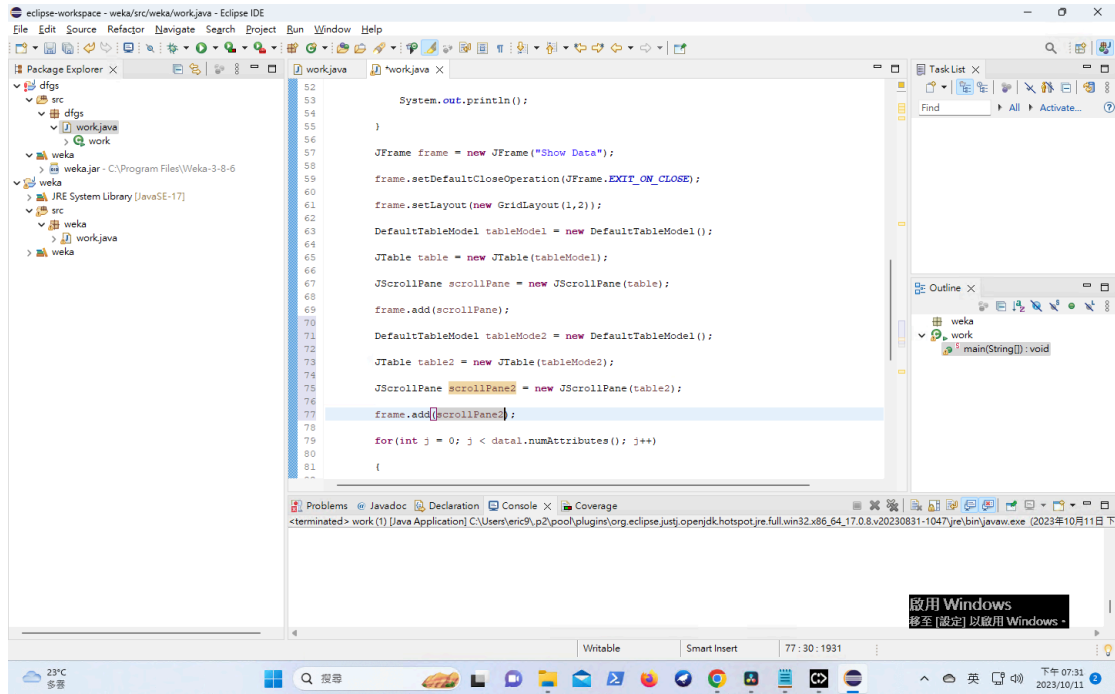 eclipse-workspace - weka/src/weka/work.java - Eclipse IDE
File Edit Source Refactor Navigate Search Project Run Window Help
Package Explorer
work.java
*work.java
Task List
dfgs
src
dfgs
work.java
work
weka
weka.jar - C:\Program Files\Weka-3-8-6
weka
JRE System Library [JavaSE-17]
src
weka
work.java
weka
52
53 System.out.println();
54
55 }
56
57 JFrame frame = new JFrame("Show Data");
58
59 frame.setDefaultCloseOperation(JFrame.EXIT_ON_CLOSE);
60
61 frame.setLayout(new GridLayout(1,2));
62
63 DefaultTableModel tableModel = new DefaultTableModel();
64
65 JTable table = new JTable(tableModel);
66
67 JScrollPane scrollPane = new JScrollPane(table);
68
69 frame.add(scrollPane);
70
71 DefaultTableModel tableMode2 = new DefaultTableModel();
72
73 JTable table2 = new JTable(tableMode2);
74
75 JScrollPane scrollPane2 = new JScrollPane(table2);
76
77 frame.add(scrollPane2);
78
79 for(int j = 0; j < data1.numAttributes(); j++)
80
81 {
Find All Activate...
Outline
weka
work
main(String[]) : void
Problems @ Javadoc Declaration Console Coverage
<terminated> work (1) [Java Application] C:\Users\eric9\.p2\pool\plugins\org.eclipse.justj.openjdk.hotspot.jre.full.win32.x86_64_17.0.8.v20230831-1047\jre\bin\javaw.exe (2023年10月11日 下
啟用 Windows
移至 [設定] 以啟用 Windows。
Writable Smart Insert 77 : 30 : 1931
23°C
多雲
搜尋
英
下午 07:31
2023/10/11
2